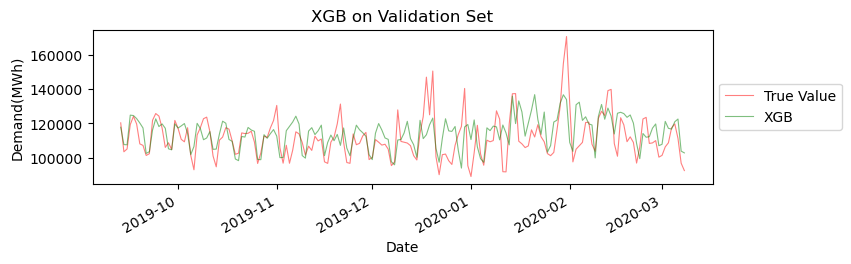 XGB on Validation Set
Demand(MWh)
160000
140000
120000
100000
2019-10
2019-11
2019-12
2020-01
2020-02
2020-03
Date
True Value
XGB